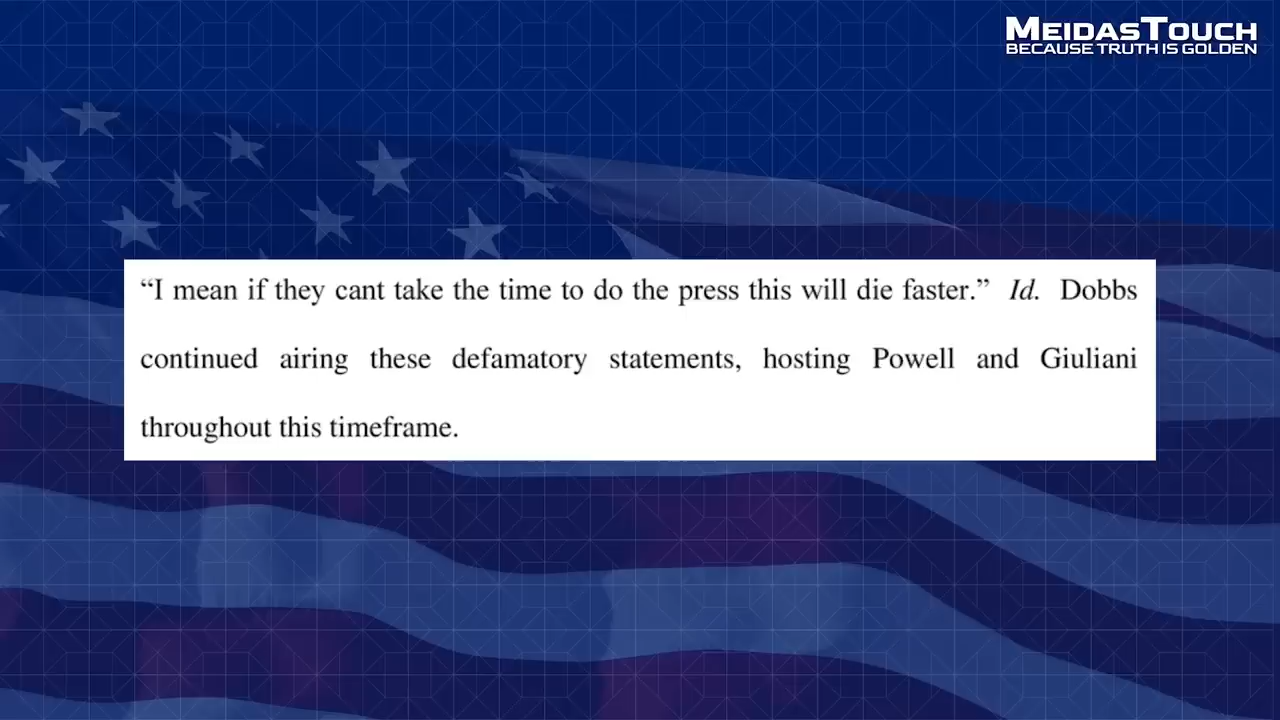 MEIDASTOUCH
BECAUSE TRUTH IS GOLDEN
“I mean if they cant take the time to do the press this will die faster.” Id. Dobbs
continued airing these defamatory statements, hosting Powell and Giuliani
throughout this timeframe.